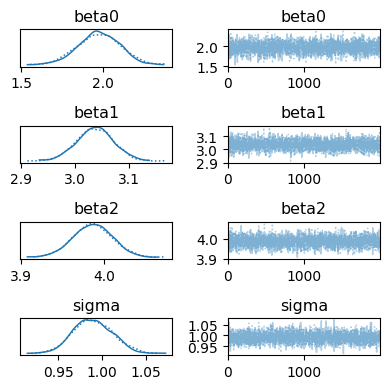 beta0 beta0
2.0
1.5
1.5 2.0 0 1000
beta1 beta1
3.1
3.0
2.9
2.9 3.0 3.1 0 1000
beta2 beta2
4.0
3.9
3.9 4.0 0 1000
sigma sigma
1.05
1.00
0.95
0.95 1.00 1.05 0 1000